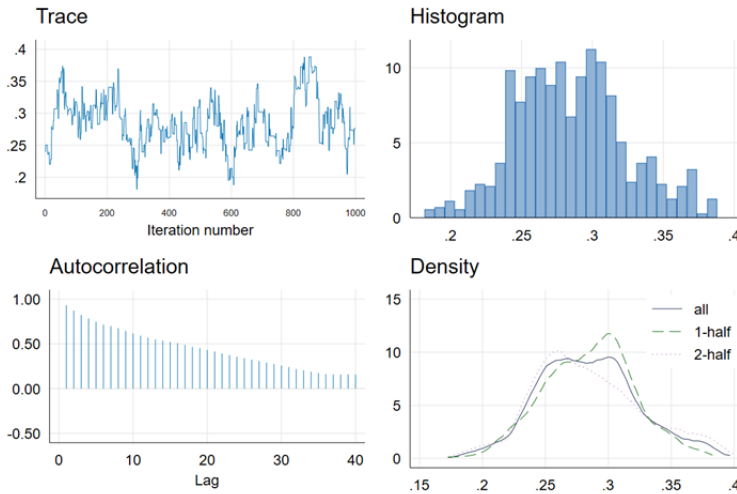 Trace
.4
.35
.3
.25
.2
0 200 400 600 800 1000
Iteration number
Histogram
10
5
0
.2 .25 .3 .35 .4
Autocorrelation
1.00
0.50
0.00
-0.50
0 10 20 30 40
Lag
Density
15
10
5
0
all
1-half
2-half
.15 .2 .25 .3 .35 .4